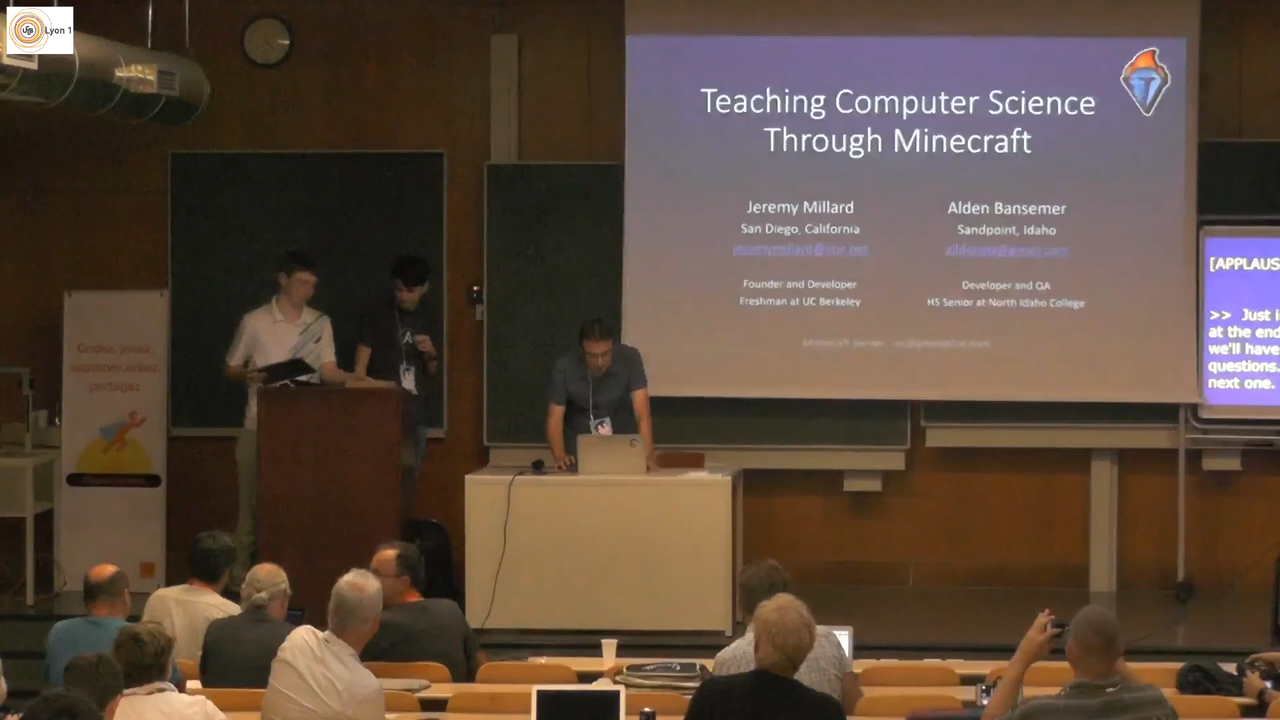 Lyon 1
Teaching Computer Science
Through Minecraft
Jeremy Millard
San Diego, California
Alden Bansemer
Sandpoint, Idaho
Founder and Developer
Freshman at UC Berkeley
Developer and QA
HS Senior at North Idaho College
Minecraft Server
[APPLAUS
>> Just i
at the end
we'll have
questions.
next one.